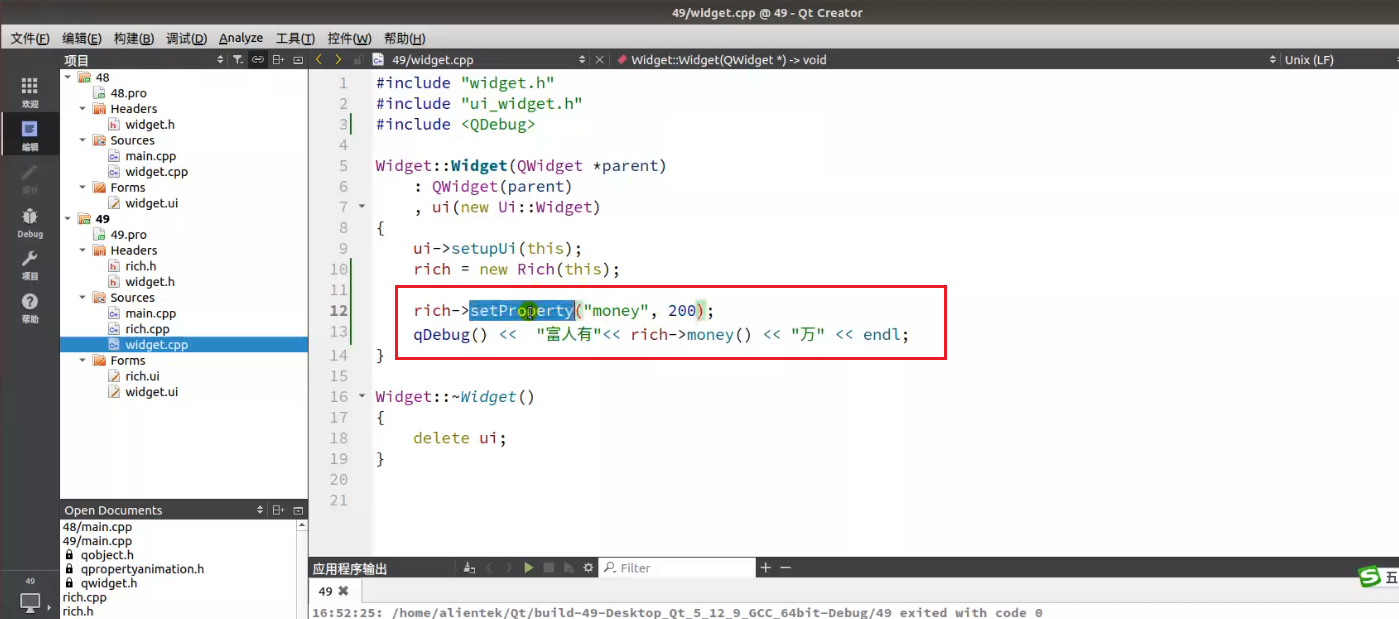 49/widget.cpp @ 49 - Qt Creator
文件(F) 编辑(E) 构建(B) 调试(D) Analyze 工具(T) 控件(W) 帮助(H)
项目
49/widget.cpp
Widget::Widget(QWidget *) -> void
Unix (LF)
欢迎
编辑
设计
Debug
项目
帮助
49
48
48.pro
Headers
widget.h
Sources
main.cpp
widget.cpp
Forms
widget.ui
49
49.pro
Headers
rich.h
widget.h
Sources
main.cpp
rich.cpp
widget.cpp
Forms
rich.ui
widget.ui
Open Documents
48/main.cpp
49/main.cpp
qobject.h
qpropertyanimation.h
qwidget.h
rich.cpp
rich.h
1 #include "widget.h"
2 #include "ui_widget.h"
3 #include <QDebug>
4
5 Widget::Widget(QWidget *parent)
6 : QWidget(parent)
7 , ui(new Ui::Widget)
8 {
9 ui->setupUi(this);
10 rich = new Rich(this);
11
12 rich->setProperty("money", 200);
13 qDebug() << "富人有"<< rich->money() << "万" << endl;
14 }
15
16 Widget::~Widget()
17 {
18 delete ui;
19 }
20
21
应用程序输出
Filter
49
16:52:25: /home/alientek/Qt/build-49-Desktop_Qt_5_12_9_GCC_64bit-Debug/49 exited with code 0
S 五